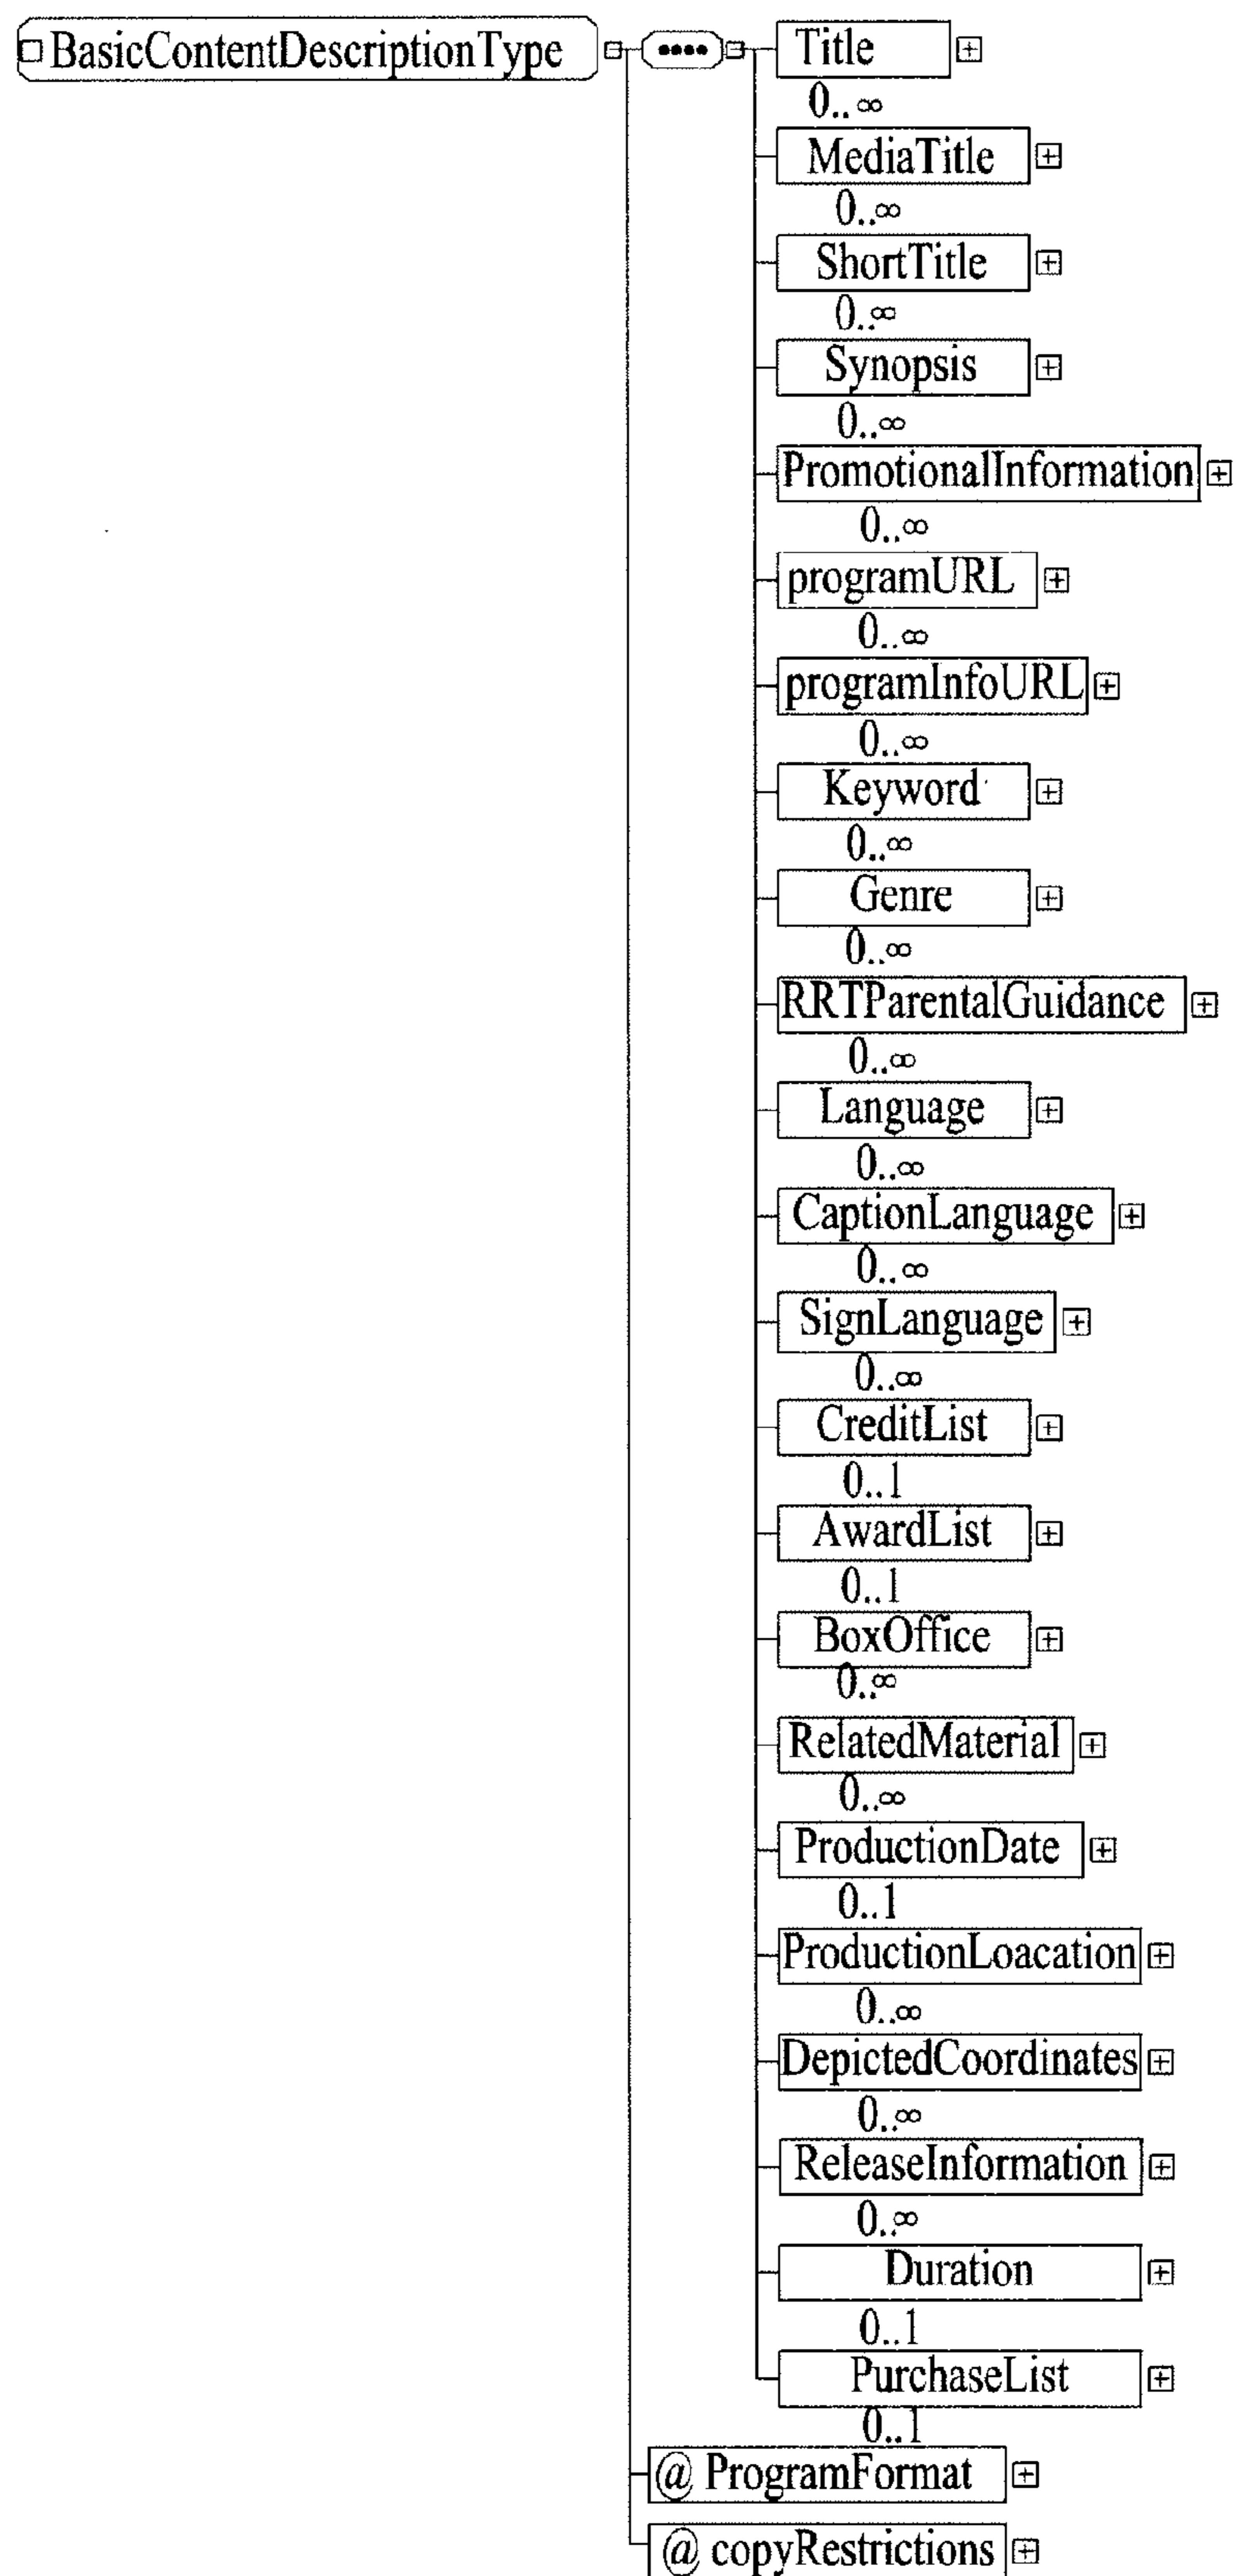 BasicContentDescriptionType
Title
0..∞
MediaTitle
0..∞
ShortTitle
0..∞
Synopsis
0..∞
PromotionalInformation
0..∞
programURL
0..∞
programInfoURL
0..∞
Keyword
0..∞
Genre
0..∞
RRTParentalGuidance
0..∞
Language
0..∞
CaptionLanguage
0..∞
SignLanguage
0..∞
CreditList
0..1
AwardList
0..1
BoxOffice
0..∞
RelatedMaterial
0..∞
ProductionDate
0..1
ProductionLoacation
0..∞
DepictedCoordinates
0..∞
ReleaseInformation
0..∞
Duration
0..1
PurchaseList
0..1
@ ProgramFormat
@ copyRestrictions